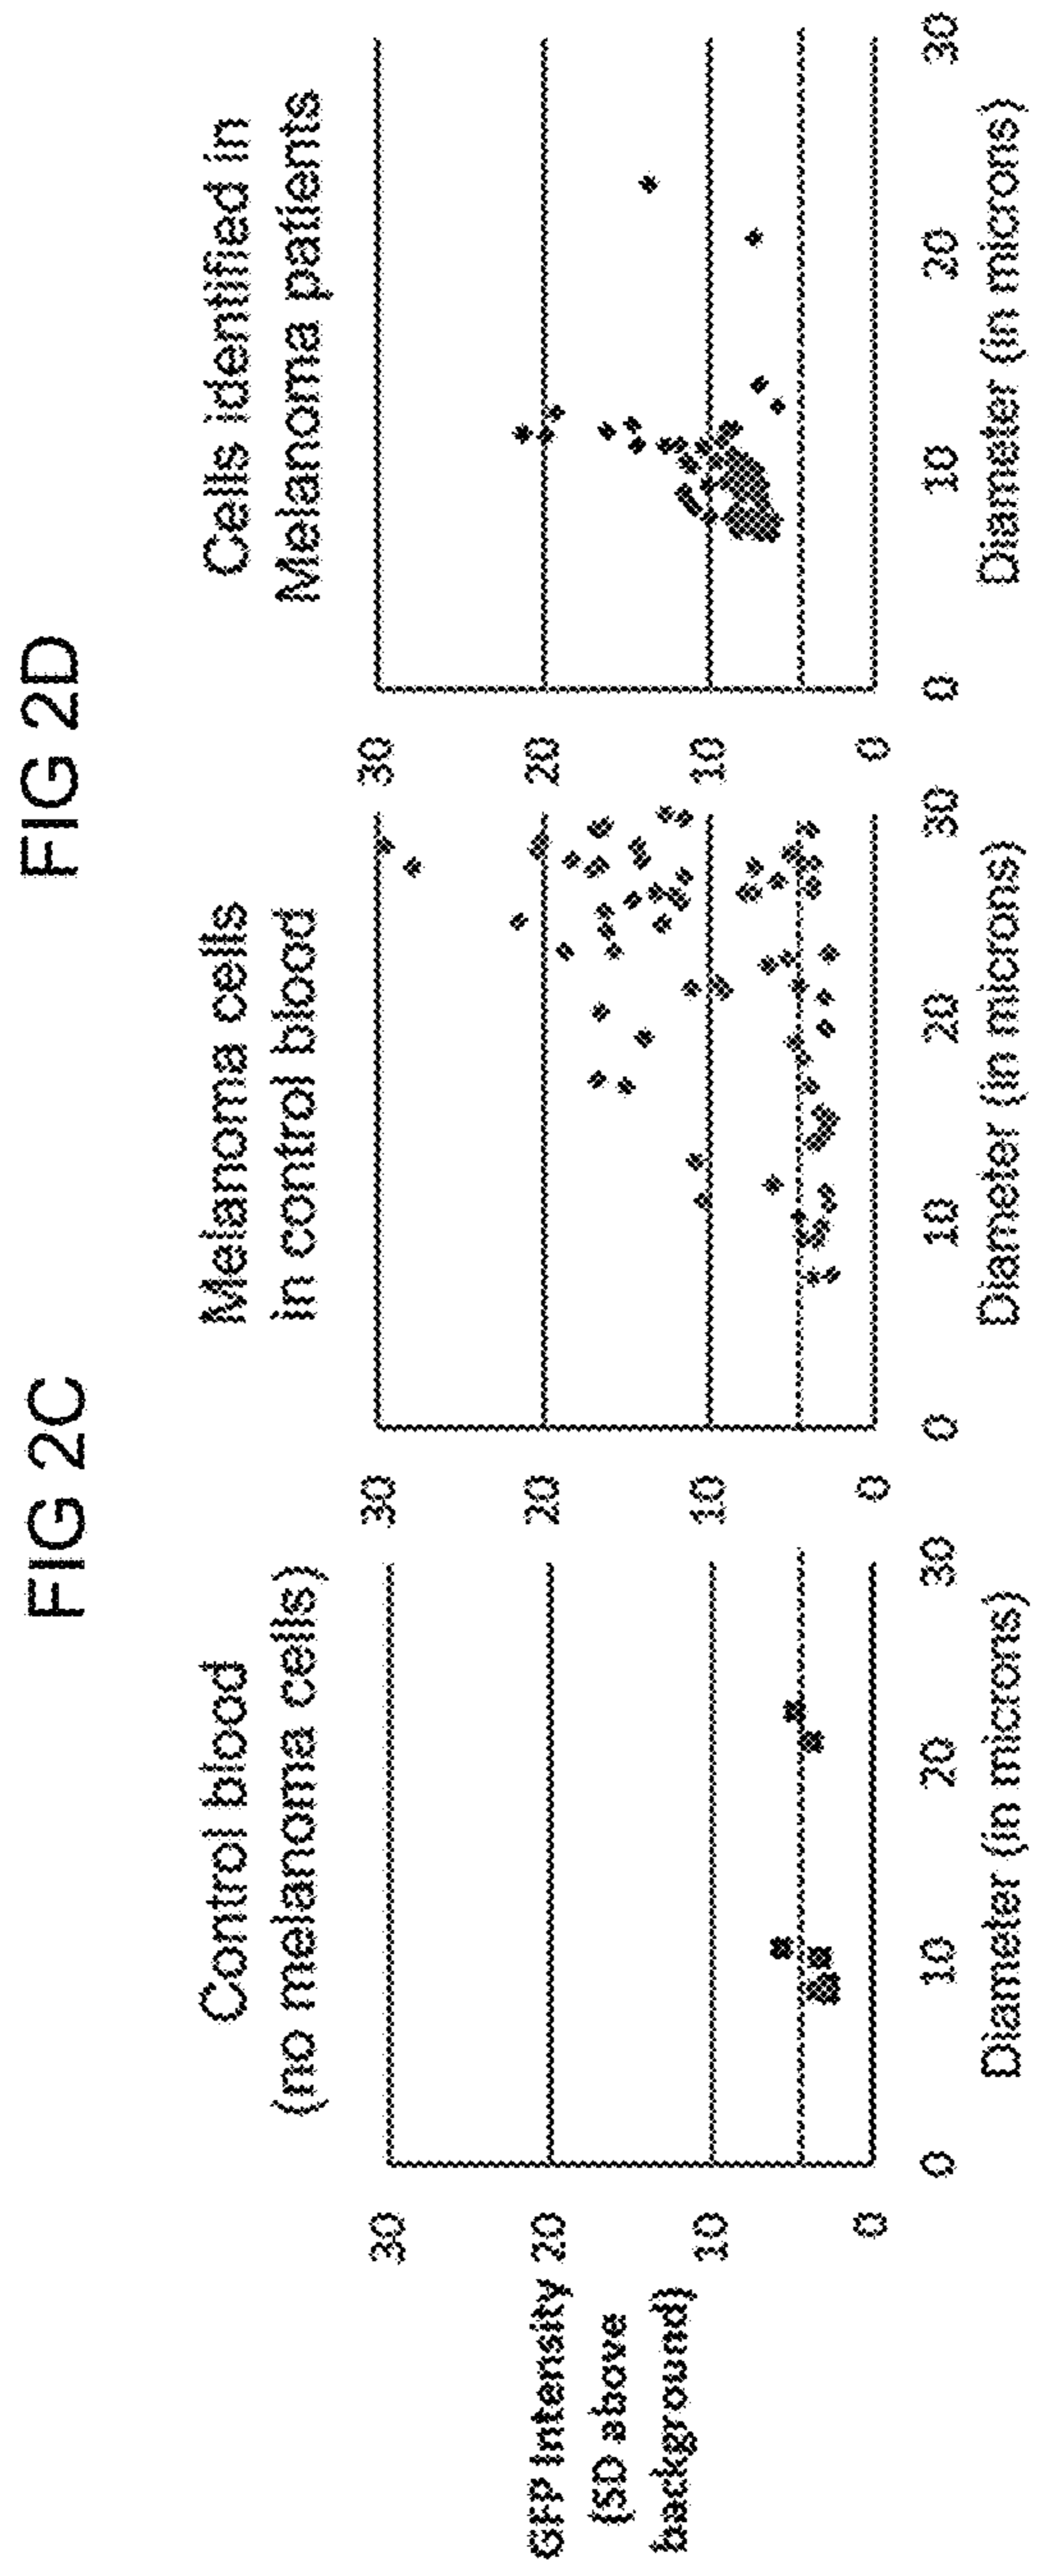 FIG 2C
FIG 2D
Control blood
(no melanoma cells)
Melanoma cells
in control blood
Cells identified in
Melanoma patients
GFP Intensity
(SD above
background)
30
20
10
0
0
10
20
30
Diameter (in microns)
30
20
10
0
0
10
20
30
Diameter (in microns)
30
20
10
0
0
10
20
30
Diameter (in microns)